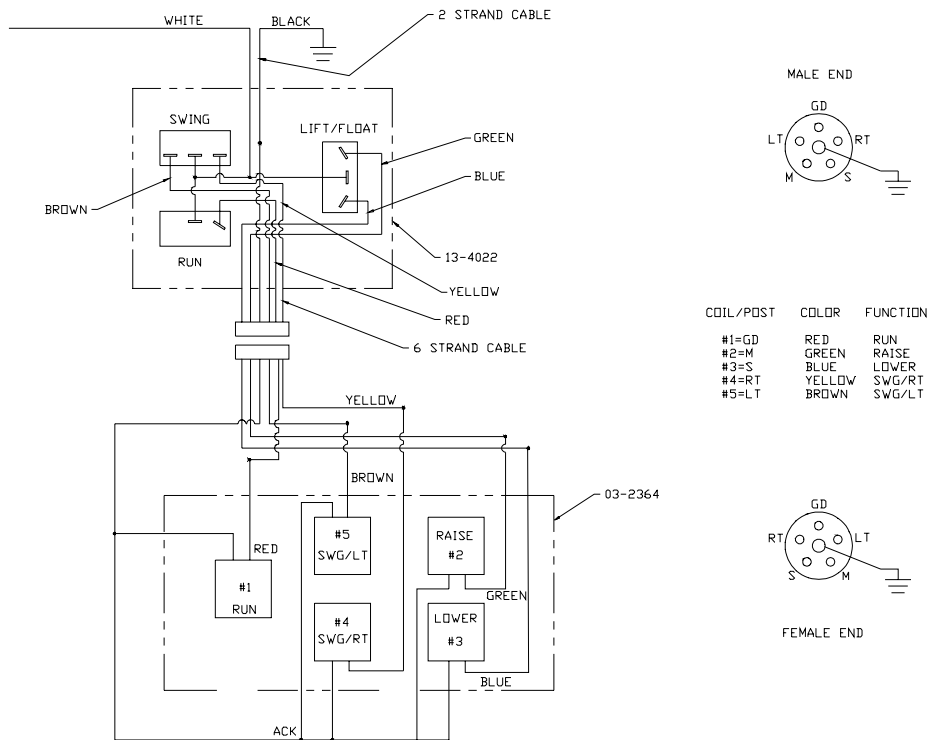 WHITE
BLACK
2 STRAND CABLE
SWING
LIFT/FLOAT
GREEN
BLUE
BROWN
RUN
13-4022
YELLOW
RED
6 STRAND CABLE
YELLOW
BROWN
03-2364
RED
#1
RUN
#5
SWG/LT
#4
SWG/RT
RAISE
#2
GREEN
LOWER
#3
BLUE
ACK
MALE END
GD
LT
RT
M
S
COIL/POST COLOR FUNCTION
#1=GD RED RUN
#2=M GREEN RAISE
#3=S BLUE LOWER
#4=RT YELLOW SWG/RT
#5=LT BROWN SWG/LT
GD
RT
LT
S
M
FEMALE END